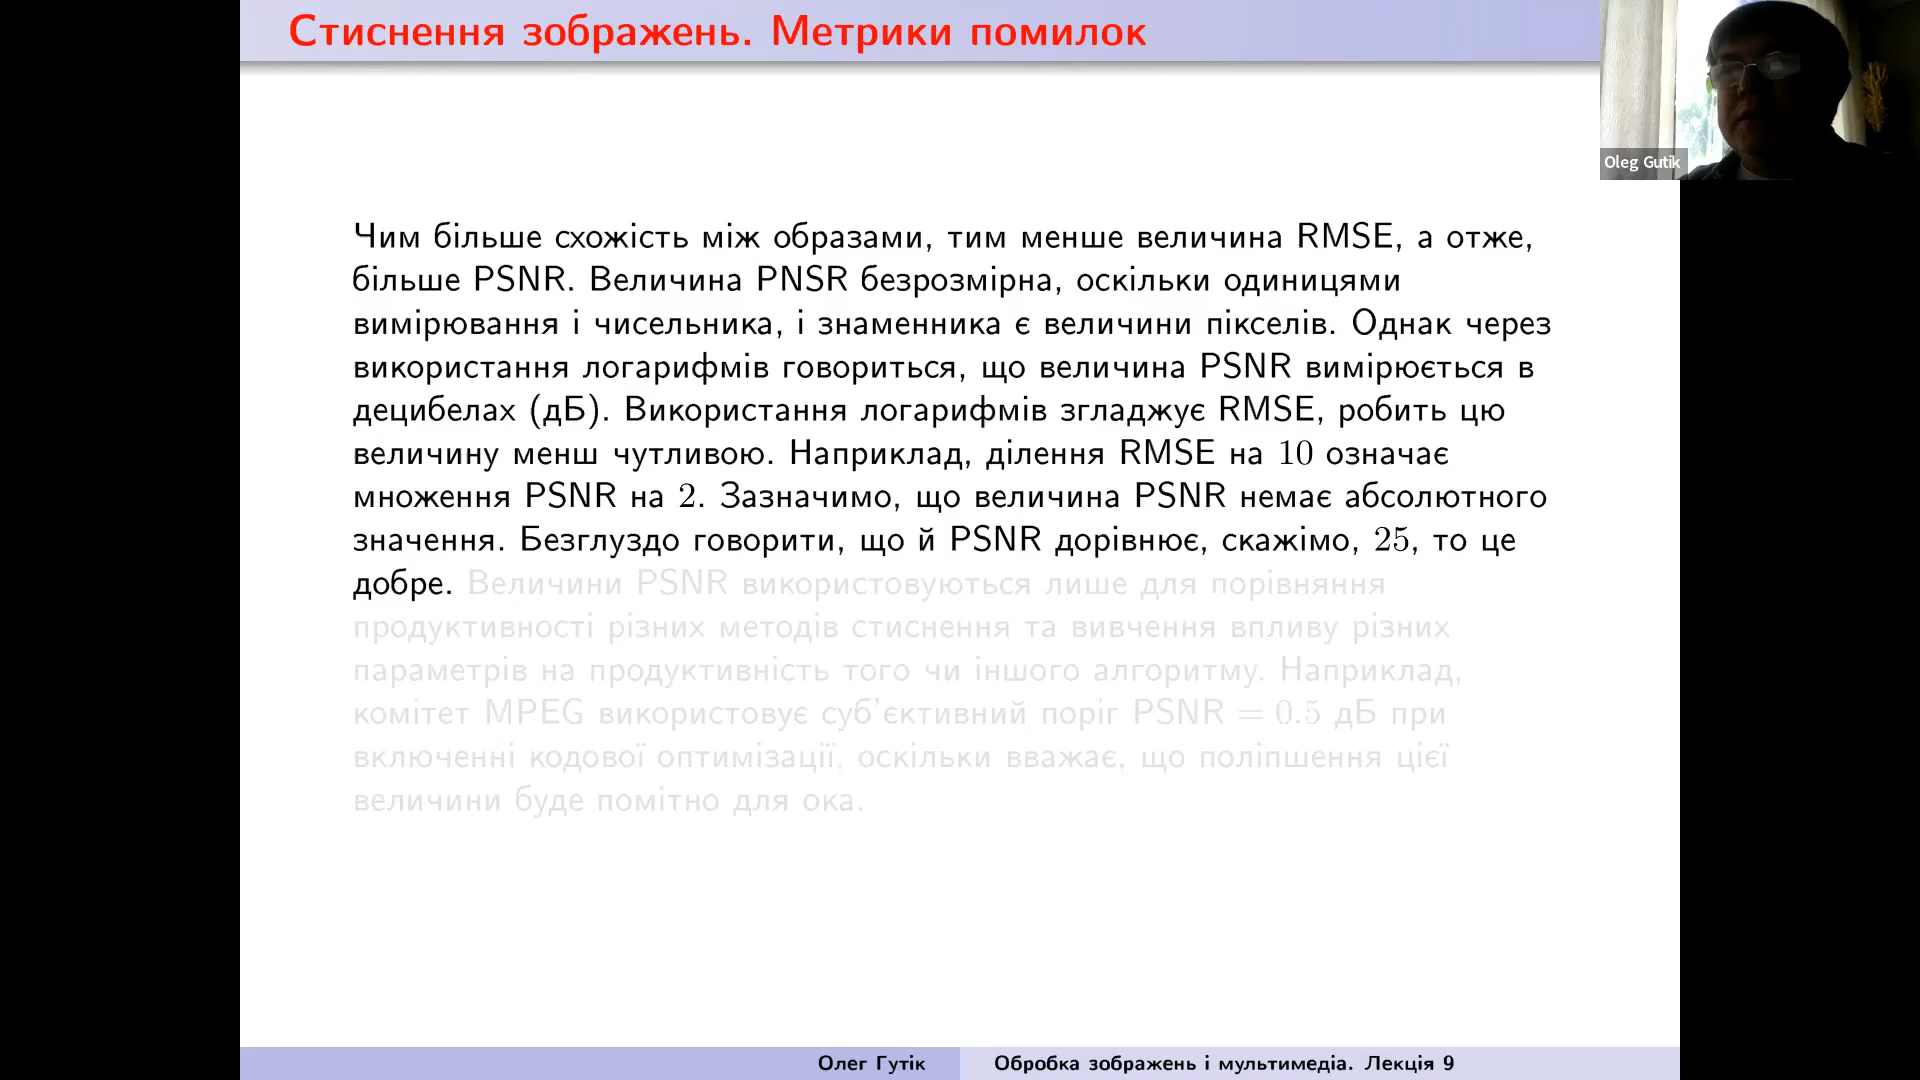 Стиснення зображень. Метрики помилок
Oleg Gutik
Чим більше схожість між образами, тим менше величина RMSE, а отже,
більше PSNR. Величина PNSR безрозмірна, оскільки одиницями
вимірювання і чисельника, і знаменника є величини пікселів. Однак через
використання логарифмів говориться, що величина PSNR вимірюється в
децибелах (дБ). Використання логарифмів згладжує RMSE, робить цю
величину менш чутливою. Наприклад, ділення RMSE на 10 означає
множення PSNR на 2. Зазначимо, що величина PSNR немає абсолютного
значення. Безглуздо говорити, що й PSNR дорівнює, скажімо, 25, то це
добре. Величини PSNR використовуються лише для порівняння
продуктивності різних методів стиснення та вивчення впливу різних
параметрів на продуктивність того чи іншого алгоритму. Наприклад,
комітет MPEG використовує суб'єктивний поріг PSNR = 0.5 дБ при
включенні кодової оптимізації, оскільки вважає, що поліпшення цієї
величини буде помітно для ока.
Олег Гутік
Обробка зображень і мультимедіа. Лекція 9